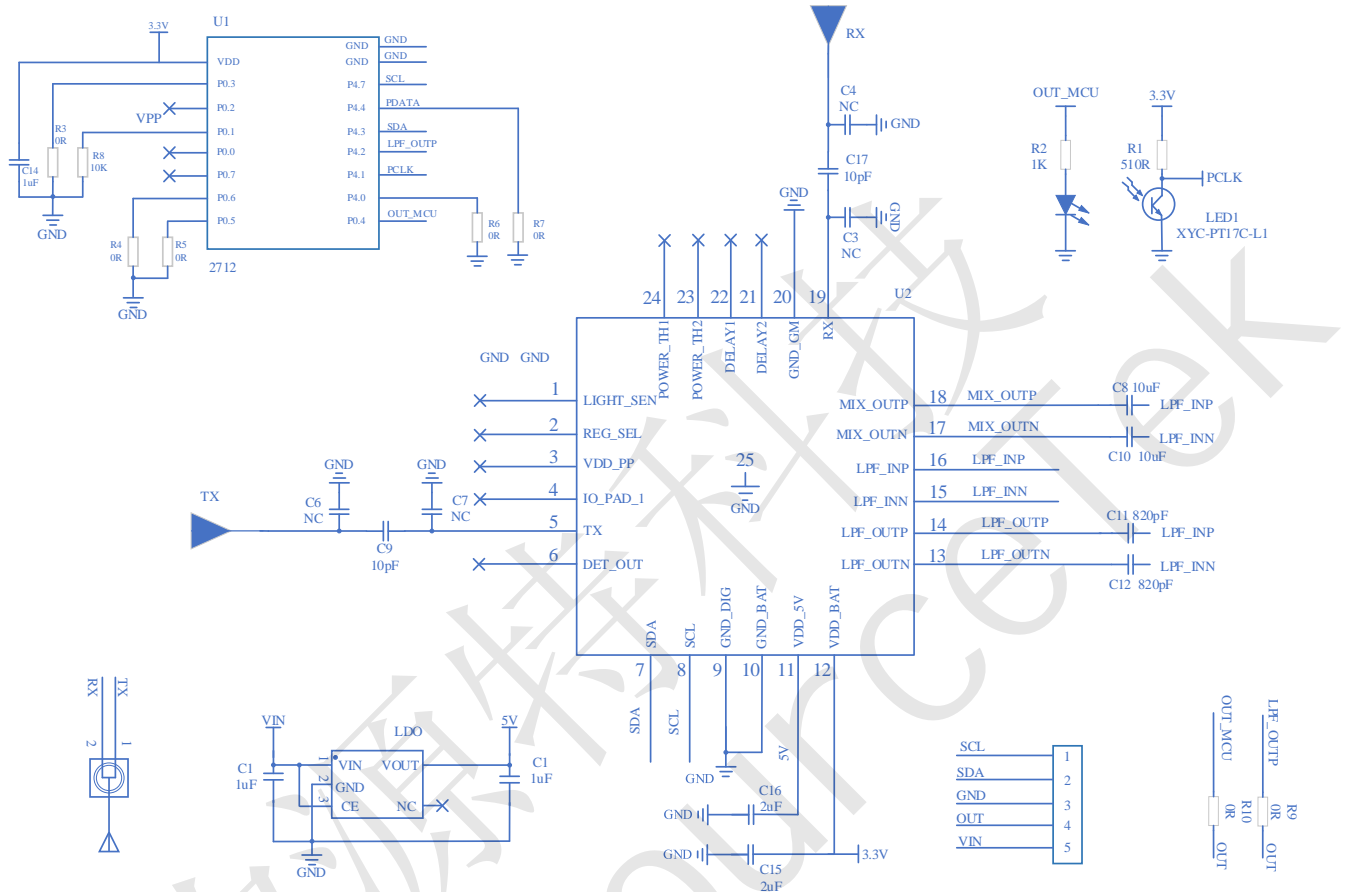 U1
3.3V
VDD
P0.3
P0.2
P0.1
P0.0
P0.7
P0.6
P0.5
GND
GND
P4.7
P4.4
P4.3
P4.2
P4.1
P4.0
P0.4
GND
GND
SCL
PDATA
SDA
LPF_OUTP
PCLK
OUT_MCU
2712
VPP
C14
1uF
R3
0R
R8
10K
GND
R4
0R
R5
0R
GND
R6
0R
R7
0R
RX
C4
NC
GND
C17
10pF
GND
C3
NC
GND
OUT_MCU
R2
1K
3.3V
R1
510R
PCLK
LED1
XYC-PT17C-L1
U2
24
23
22
21
20
19
POWER_TH1
POWER_TH2
DELAY1
DELAY2
GND_GM
RX
GND GND
1 LIGHT_SEN
2 REG_SEL
3 VDD_PP
4 IO_PAD_1
5 TX
6 DET_OUT
25
GND
MIX_OUTP 18 MIX_OUTP
MIX_OUTN 17 MIX_OUTN
LPF_INP 16 LPF_INP
LPF_INN 15 LPF_INN
LPF_OUTP 14 LPF_OUTP
LPF_OUTN 13 LPF_OUTN
C8 10uF
LPF_INP
LPF_INN
C10 10uF
C11 820pF
LPF_INP
LPF_INN
C12 820pF
TX
GND
C6
NC
C9
10pF
GND
C7
NC
SDA
SCL
GND_DIG
GND_BAT
VDD_5V
VDD_BAT
7
8
9
10
11
12
SDA
SCL
GND
5V
GND
C16
2uF
GND
C15
2uF
3.3V
RX
TX
2
1
VIN
C1
1uF
LDO
1 VIN
2 GND
3 CE
VOUT
NC
5V
C1
1uF
GND
SCL 1
SDA 2
GND 3
OUT 4
VIN 5
OUT_MCU
R10
0R
OUT
LPF_OUTP
R9
0R
OUT
源特科技
ourceTek